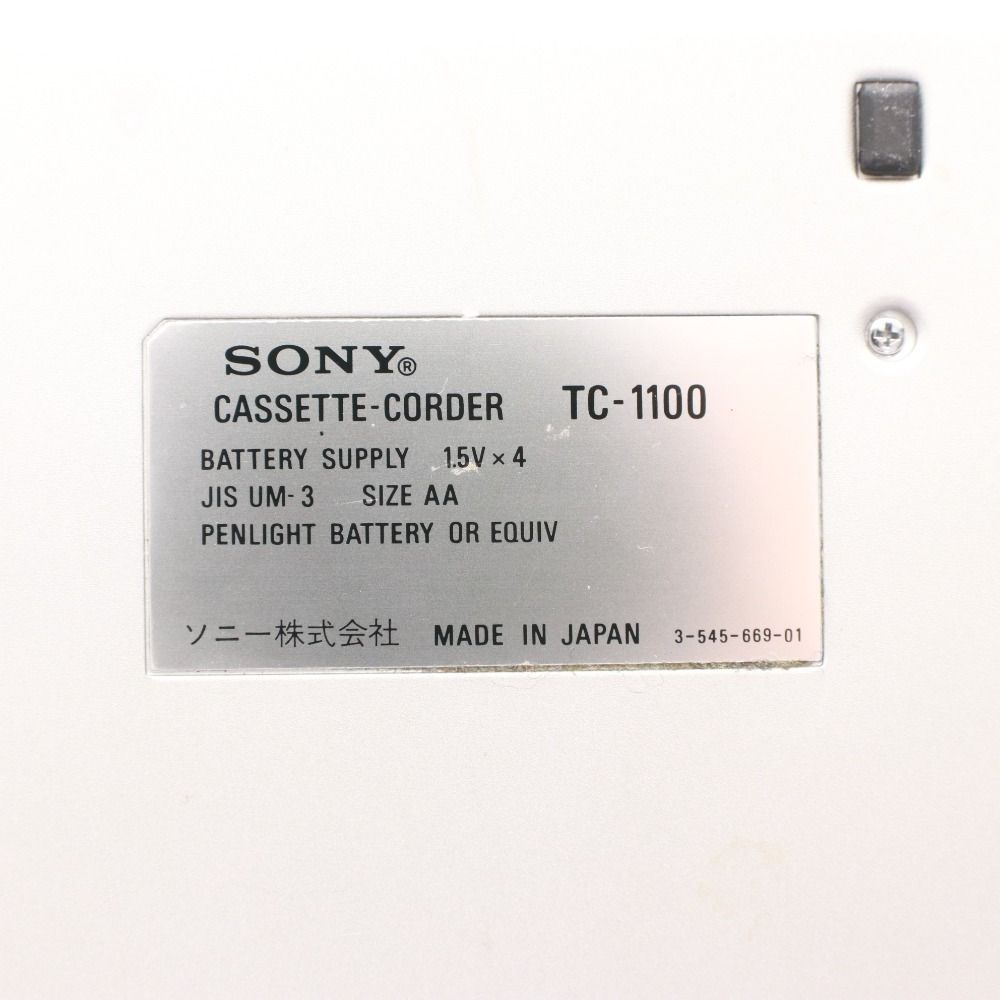 SONY®
CASSETTE-CORDER TC-1100
BATTERY SUPPLY 1.5V × 4
JIS UM-3 SIZE AA
PENLIGHT BATTERY OR EQUIV
ソニー株式会社 MADE IN JAPAN 3-545-669-01